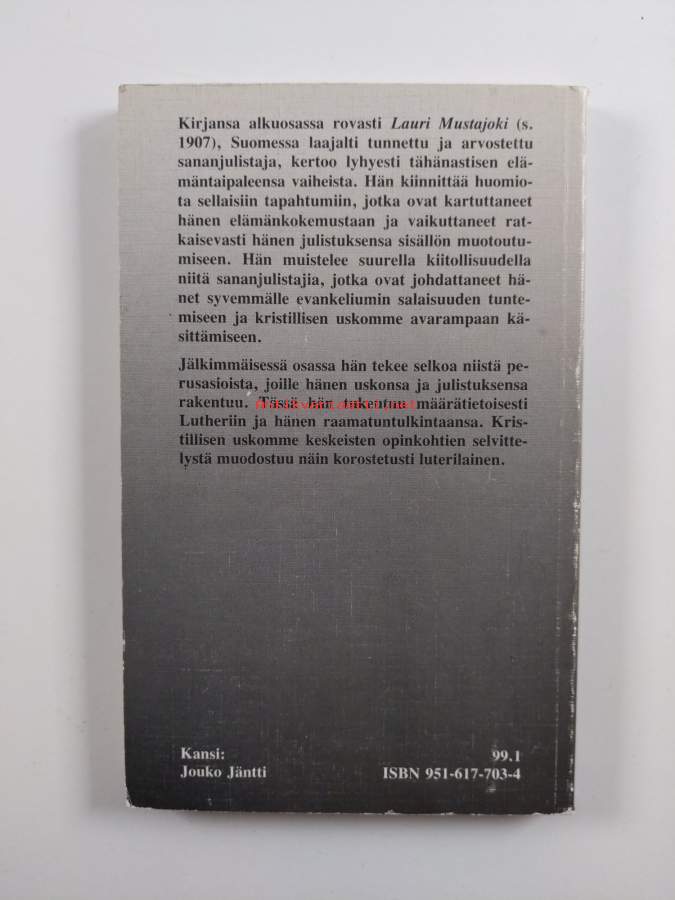 Kirjansa alkuosassa rovasti Lauri Mustajoki (s.
1907), Suomessa laajalti tunnettu ja arvostettu
sananjulistaja, kertoo lyhyesti tähänastisen elä-
mäntaipaleensa vaiheista. Hän kiinnittää huomio-
ta sellaisiin tapahtumiin, jotka ovat kartuttaneet
hänen elämänkokemustaan ja vaikuttaneet rat-
kaisevasti hänen julistuksensa sisällön muotoutu-
miseen. Hän muistelee suurella kiitollisuudella
niitä sananjulistajia, jotka ovat johdattaneet hä-
net syvemmälle evankeliumin salaisuuden tunte-
miseen ja kristillisen uskomme avarampaan kä-
sittämiseen.
Jälkimmäisessä osassa hän tekee selkoa niistä pe-
rusasioista, joille hänen uskonsa ja julistuksensa
rakentuu. Tässä hän tukeutuu määrätietoisesti
Lutheriin ja hänen raamatuntulkintaansa. Kris-
tillisen uskomme keskeisten opinkohtien selvitte-
lystä muodostuu näin korostetusti luterilainen.
Kansi:
Jouko Jäntti
99.1
ISBN 951-617-703-4